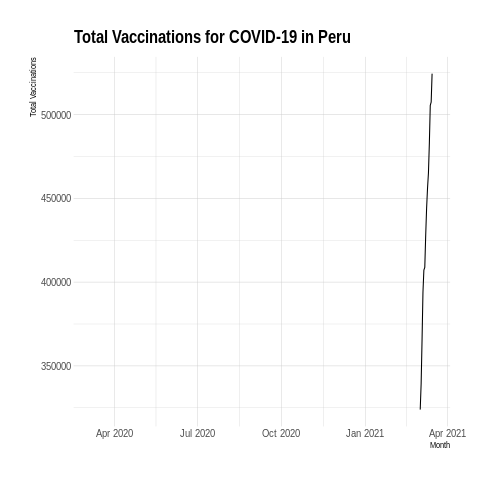 Total Vaccinations for COVID-19 in Peru
Total Vaccinations
500000
450000
400000
350000
Apr 2020 Jul 2020 Oct 2020 Jan 2021 Apr 2021
Month